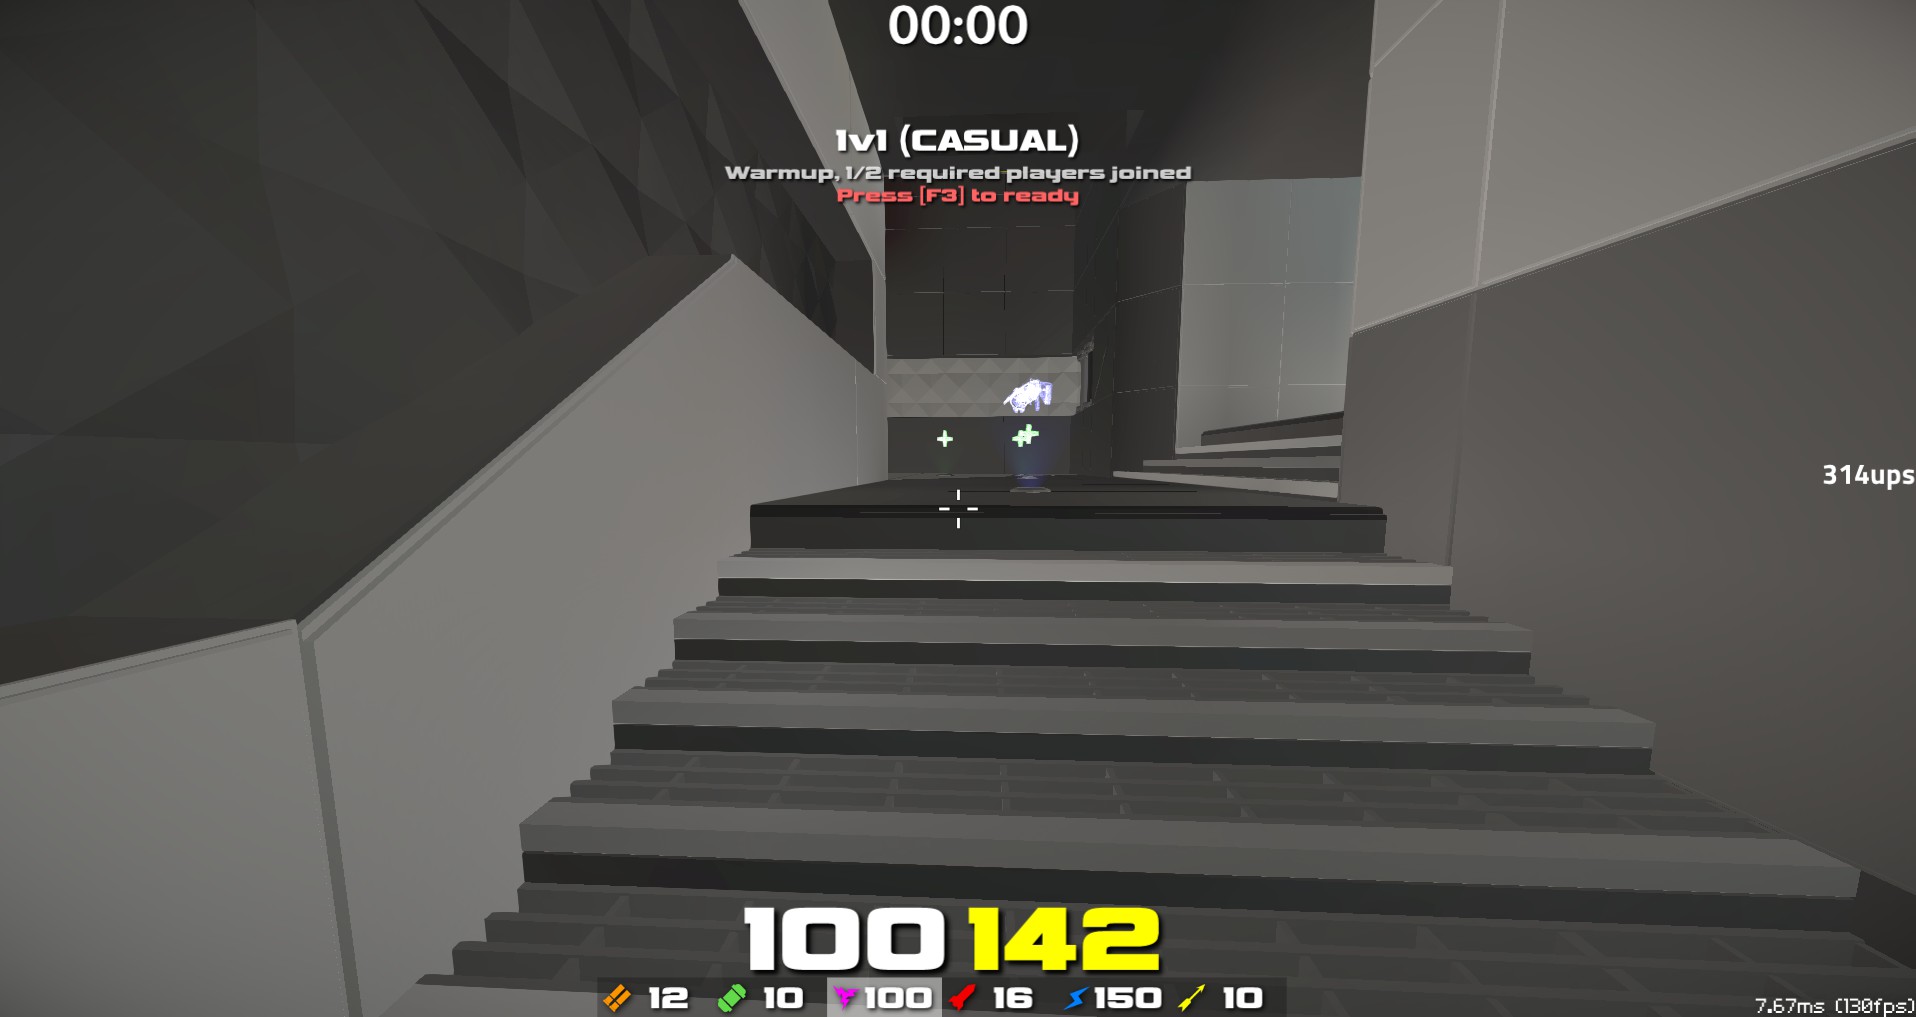 00:00
1v1 (CASUAL)
Warmup, 1/2 required players joined
Press [F3] to ready
314ups
100 142
12 10 100 16 150 10
7.67ms (130fps)